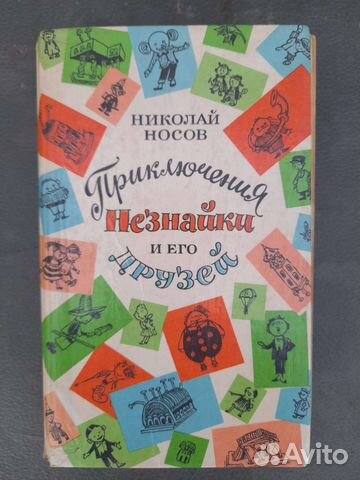 НИКОЛАЙ
НОСОВ
Приключения
Незнайки
И ЕГО
ДРУЗЕЙ
Avito